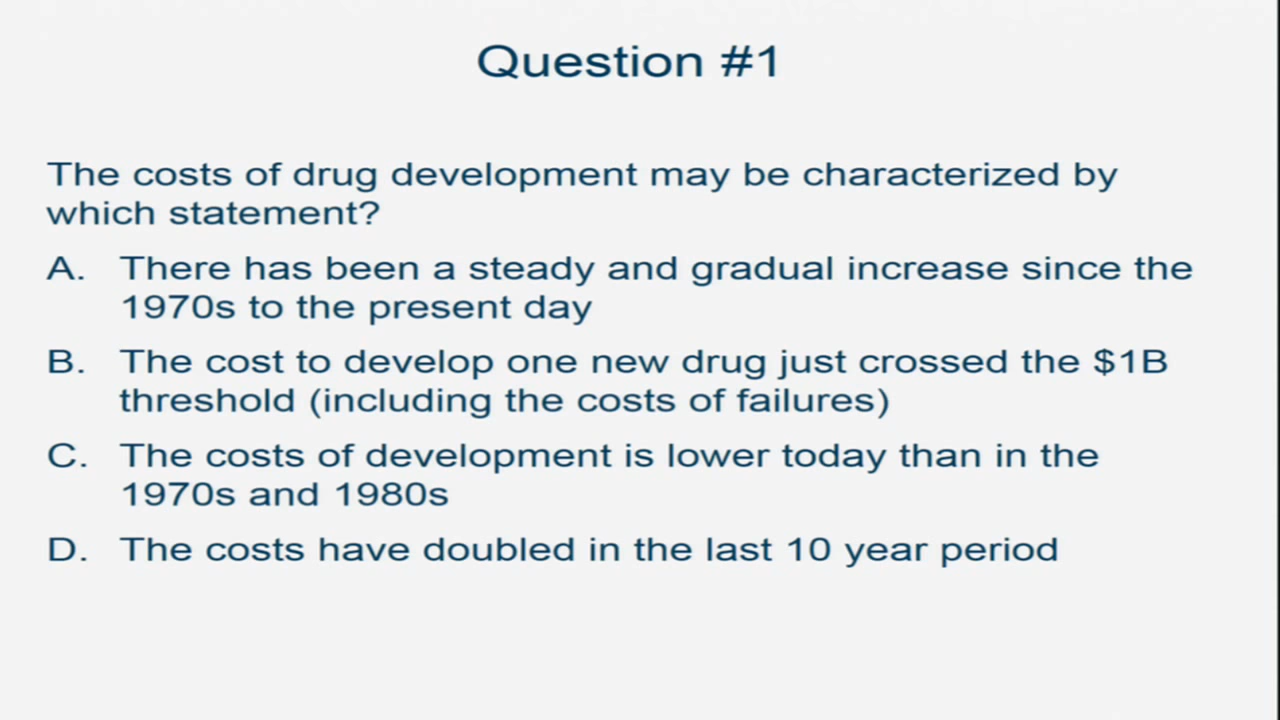 Question #1
The costs of drug development may be characterized by
which statement?
A. There has been a steady and gradual increase since the
1970s to the present day
B. The cost to develop one new drug just crossed the $1B
threshold (including the costs of failures)
C. The costs of development is lower today than in the
1970s and 1980s
D. The costs have doubled in the last 10 year period